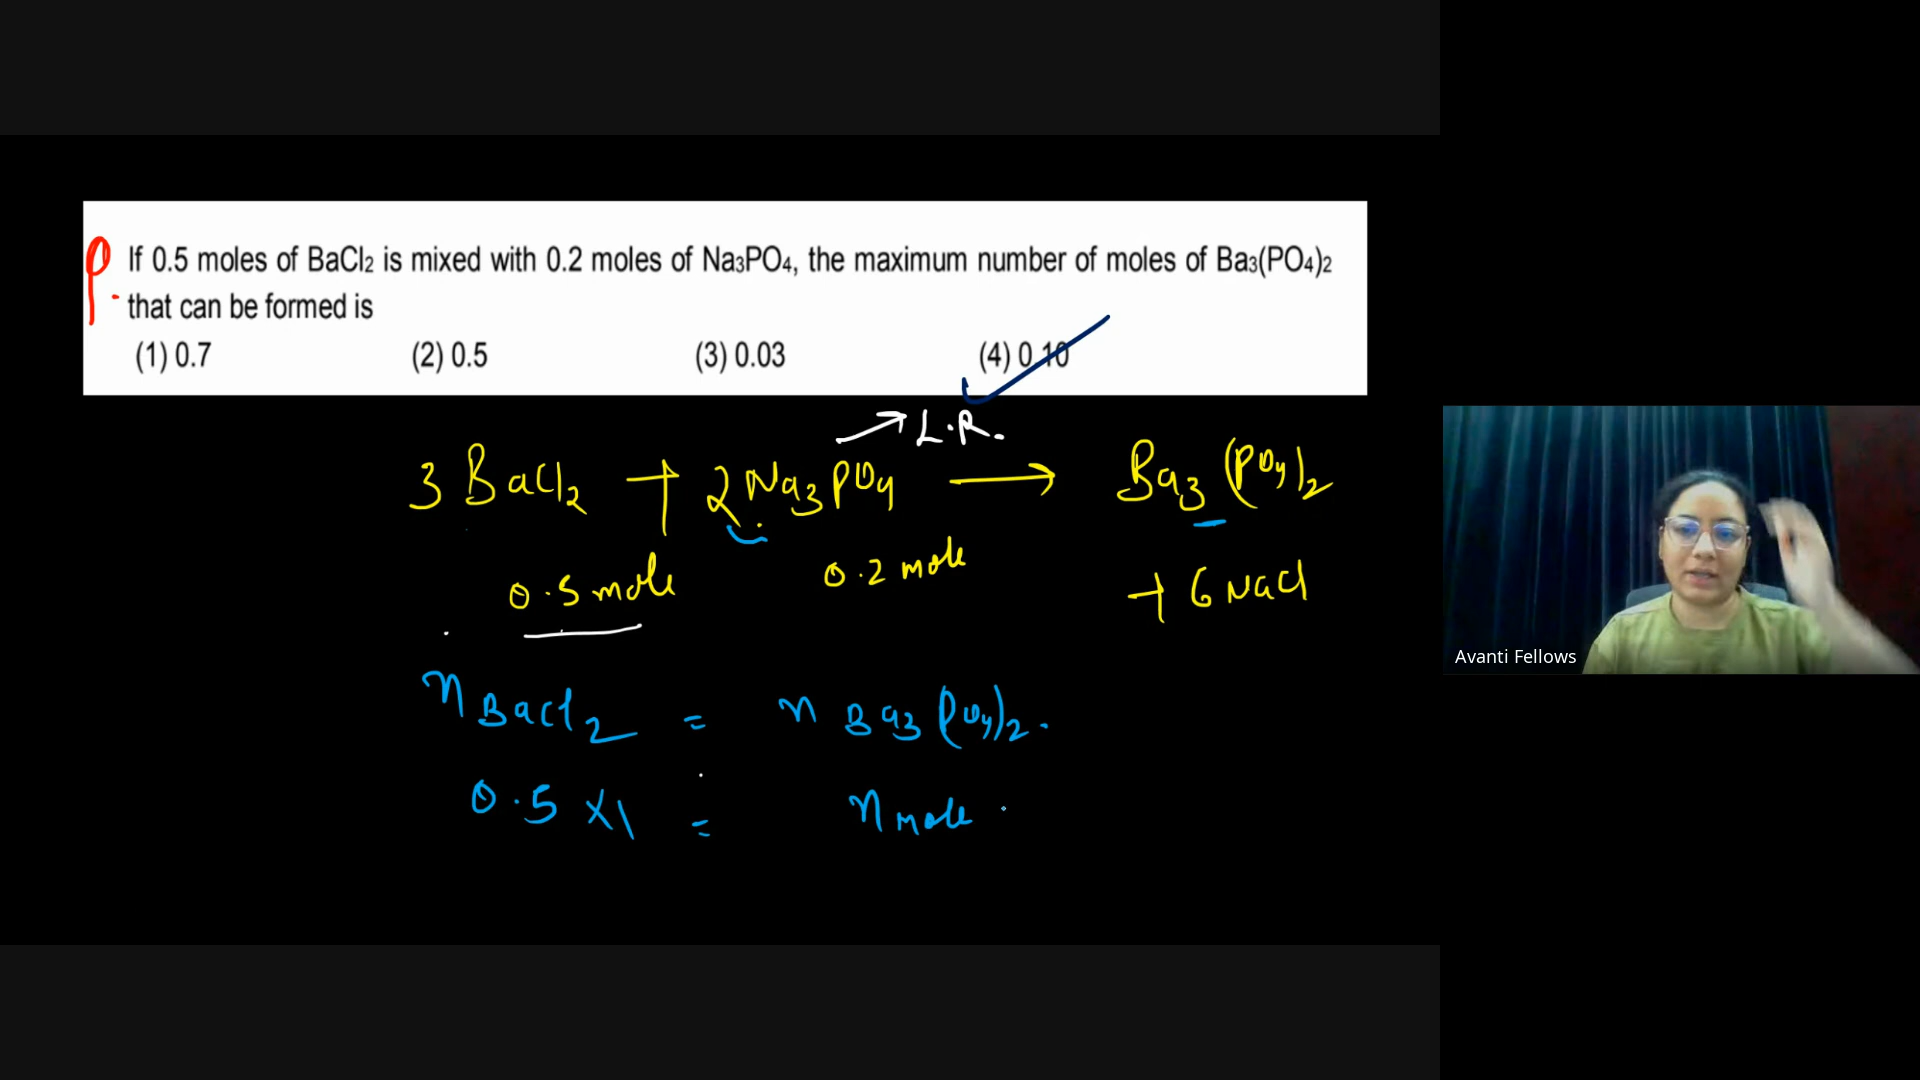 If 0.5 moles of BaCl2 is mixed with 0.2 moles of Na3PO4, the maximum number of moles of Ba3(PO4)2
that can be formed is
(1) 0.7 (2) 0.5 (3) 0.03 (4) 0.10
→ L.R.
3 BaCl2 + 2 Na3PO4 → Ba3(PO4)2
0.5 mole 0.2 mole + 6 NaCl
n BaCl2 = n Ba3(PO4)2.
0.5 × 1 = n mole
Avanti Fellows